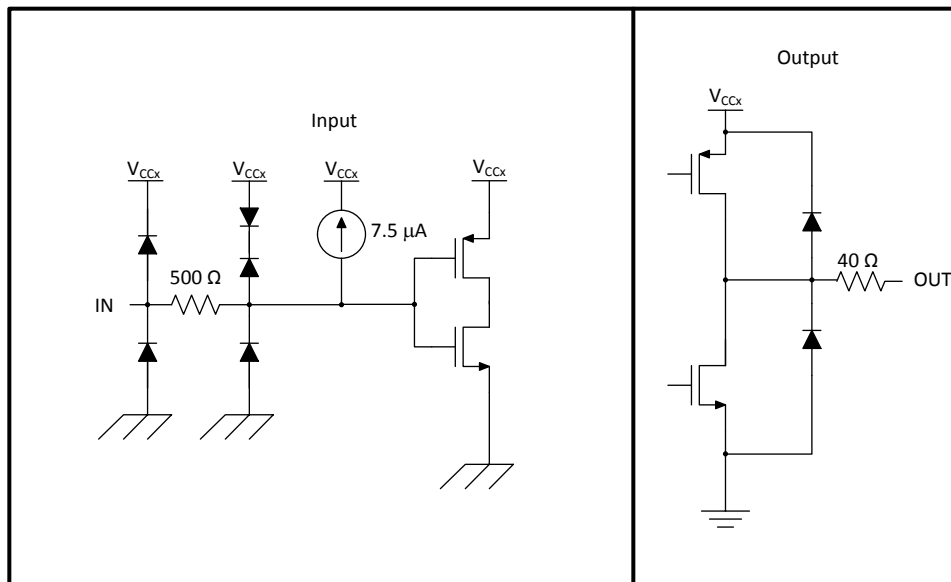 Input
V_CCx
V_CCx
V_CCx
V_CCx
7.5 μA
500 Ω
IN
Output
V_CCx
40 Ω
OUT